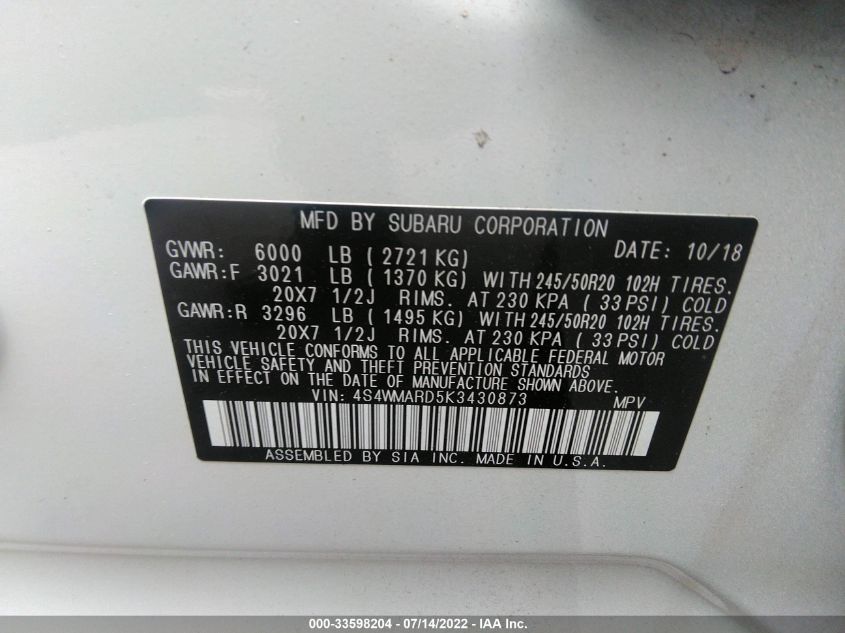 MFD BY SUBARU CORPORATION
GVWR: 6000 LB ( 2721 KG) DATE: 10/18
GAWR:F 3021 LB ( 1370 KG) WITH 245/50R20 102H TIRES.
20X7 1/2J RIMS. AT 230 KPA ( 33 PSI) COLD
GAWR:R 3296 LB ( 1495 KG) WITH 245/50R20 102H TIRES.
20X7 1/2J RIMS. AT 230 KPA ( 33 PSI) COLD
THIS VEHICLE CONFORMS TO ALL APPLICABLE FEDERAL MOTOR
VEHICLE SAFETY AND THEFT PREVENTION STANDARDS
IN EFFECT ON THE DATE OF MANUFACTURE SHOWN ABOVE.
VIN: 4S4WMARD5K3430873 MPV
ASSEMBLED BY SIA INC. MADE IN U.S.A.
000-33598204 - 07/14/2022 - IAA Inc.